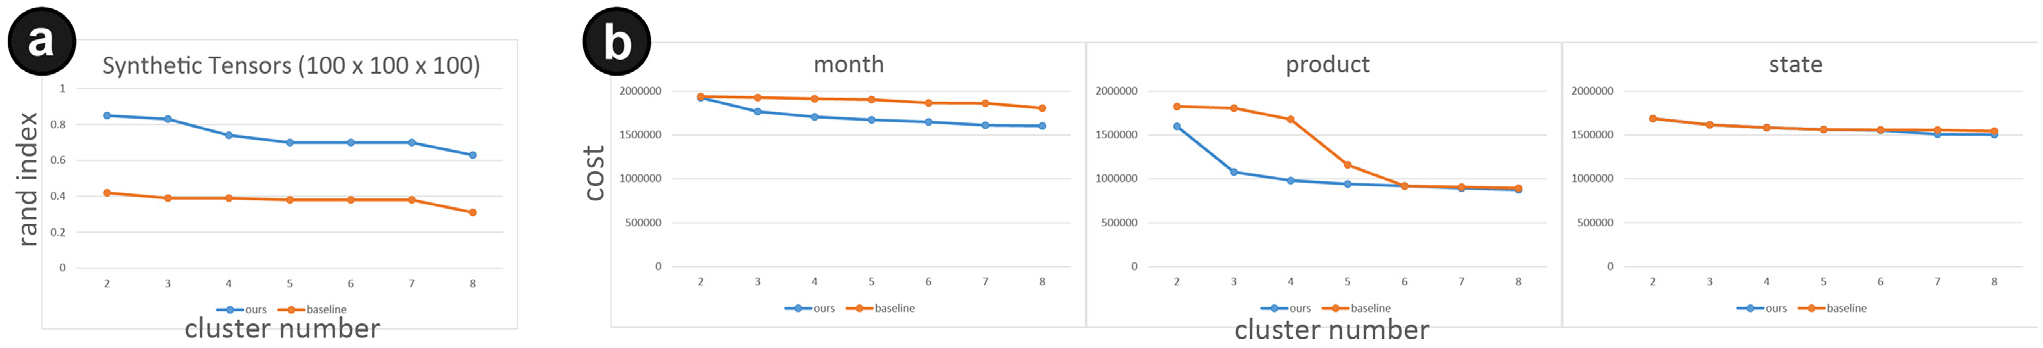 a
Synthetic Tensors (100 x 100 x 100)
rand index
1
0.8
0.6
0.4
0.2
0
2 3 4 5 6 7 8
ours baseline
cluster number
b
cost
month
2000000
1500000
1000000
500000
0
2 3 4 5 6 7 8
ours baseline
product
2000000
1500000
1000000
500000
0
2 3 4 5 6 7 8
ours baseline
cluster number
state
2000000
1500000
1000000
500000
0
2 3 4 5 6 7 8
ours baseline